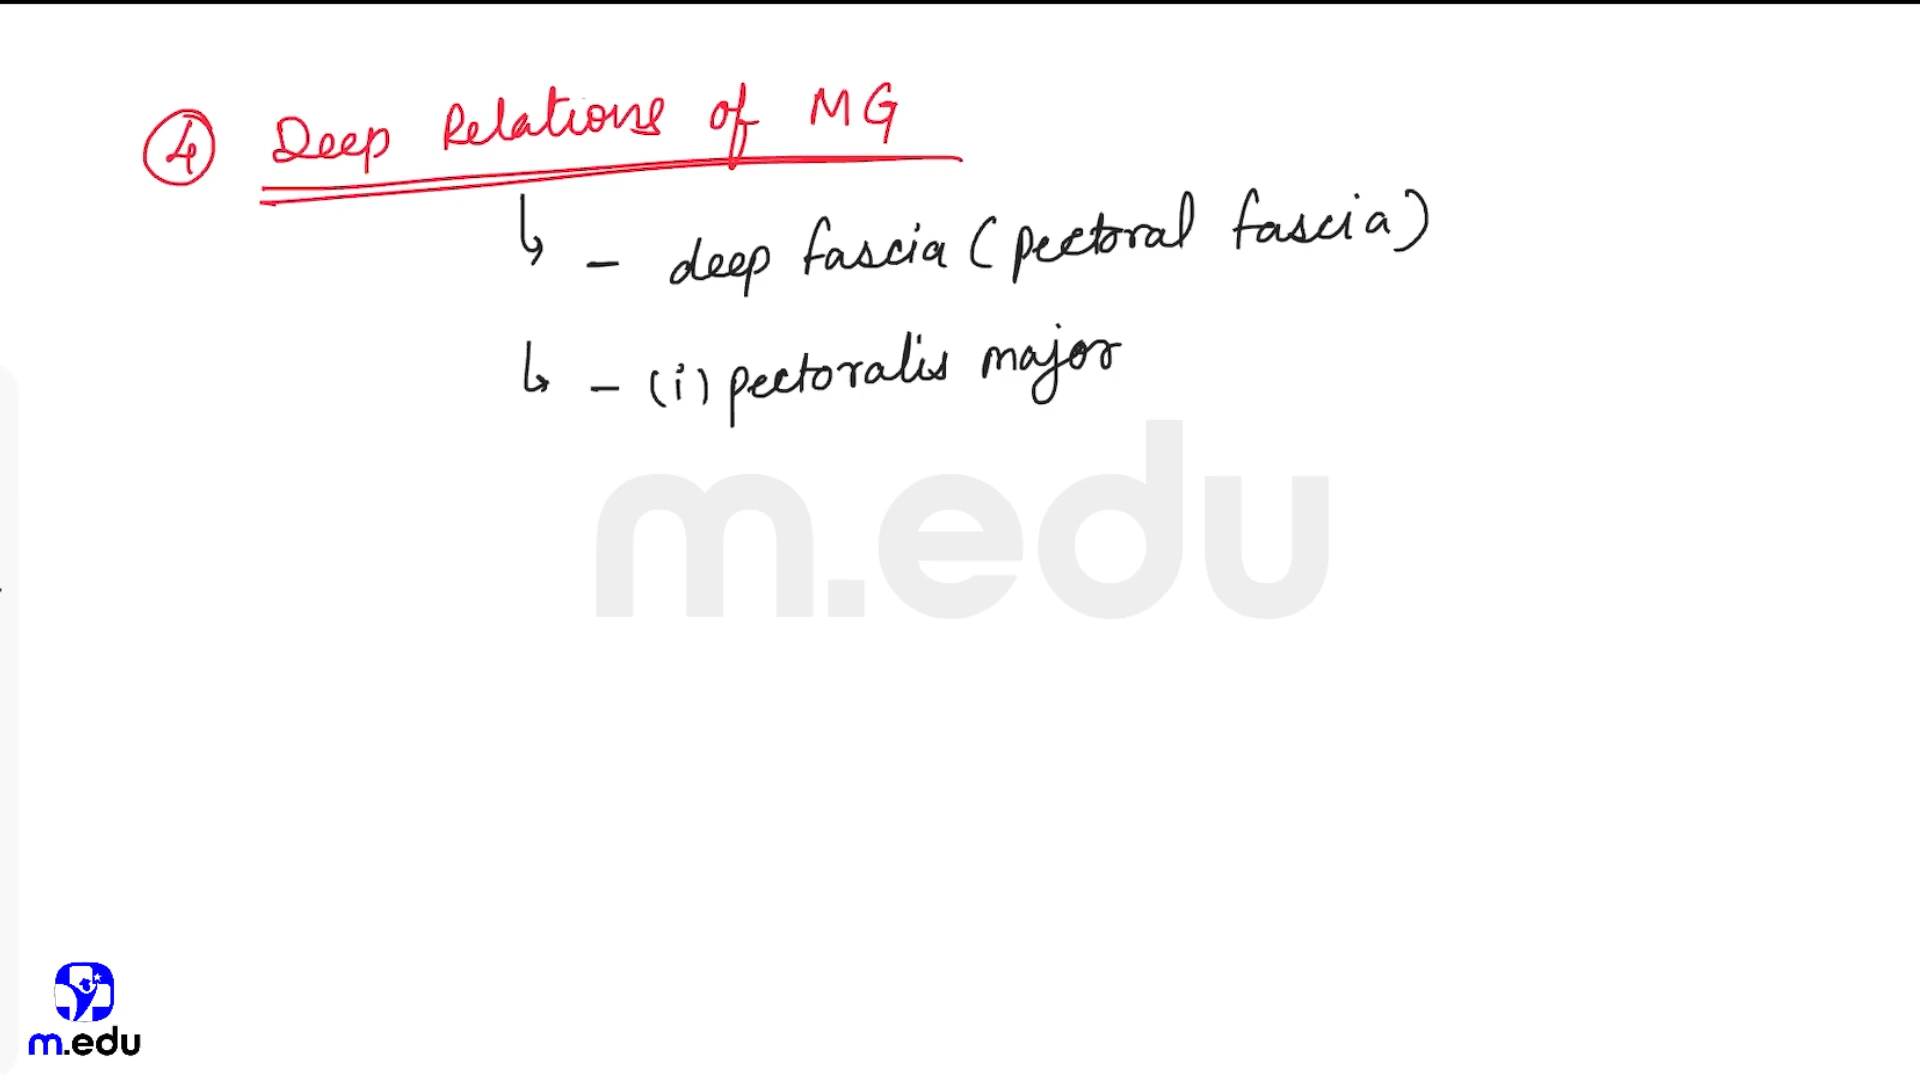 ④ Deep Relations of MG
↳ - deep fascia (pectoral fascia)
↳ - (i) pectoralis major
m.edu
m.edu